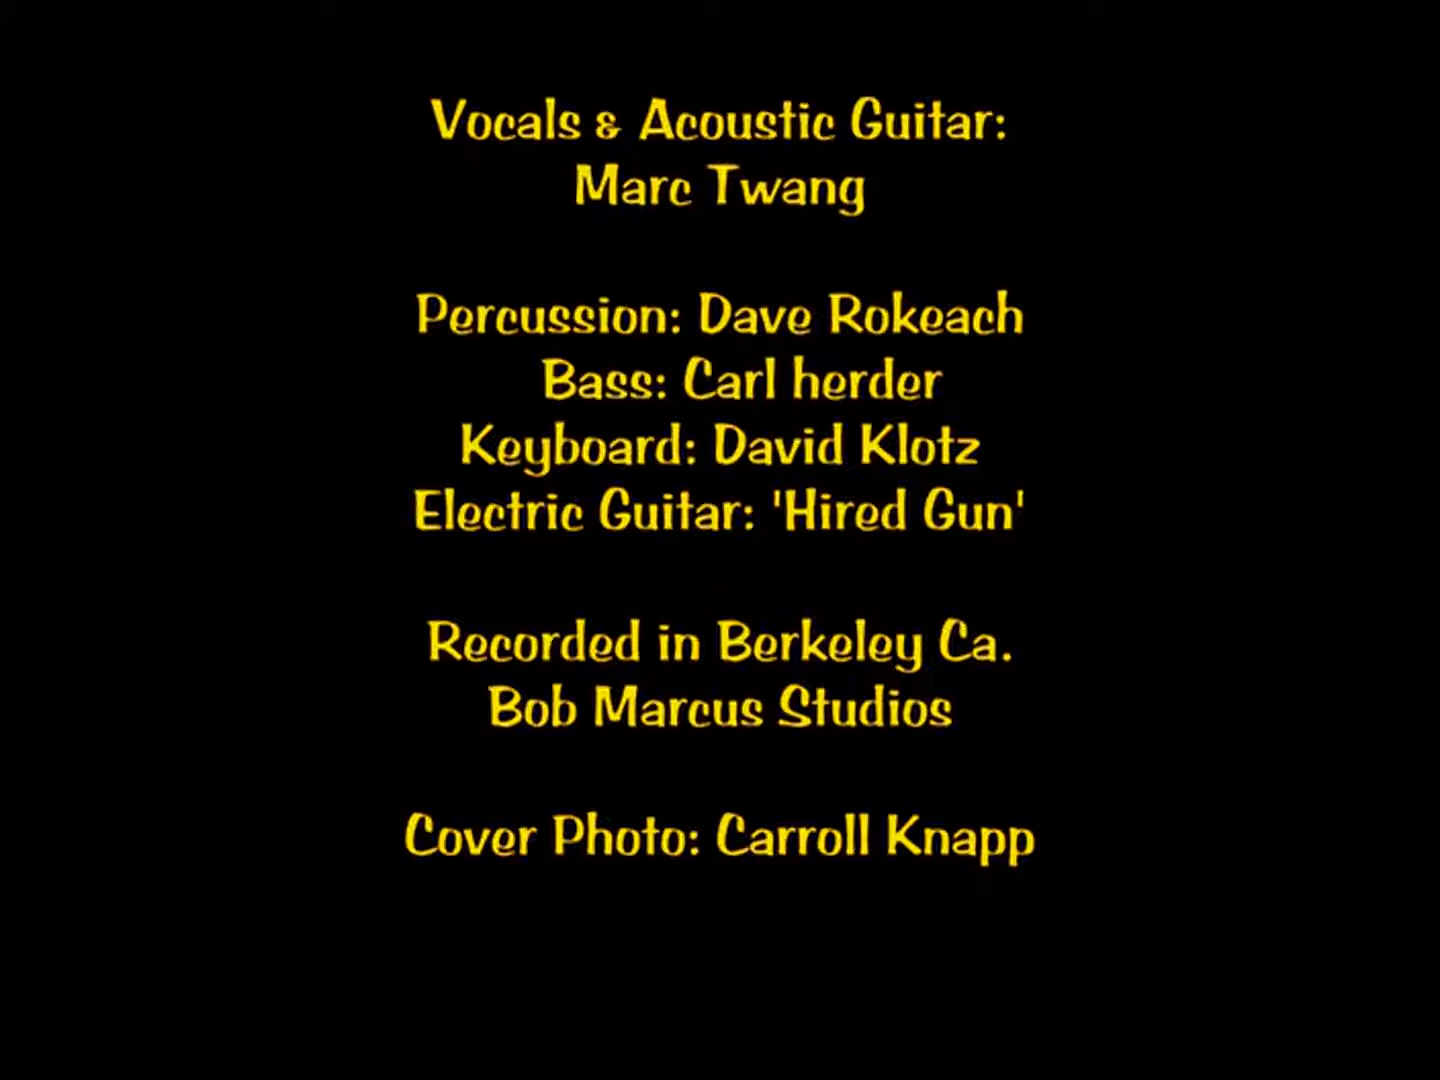 Vocals & Acoustic Guitar:
Marc Twang
Percussion: Dave Rokeach
Bass: Carl herder
Keyboard: David Klotz
Electric Guitar: 'Hired Gun'
Recorded in Berkeley Ca.
Bob Marcus Studios
Cover Photo: Carroll Knapp